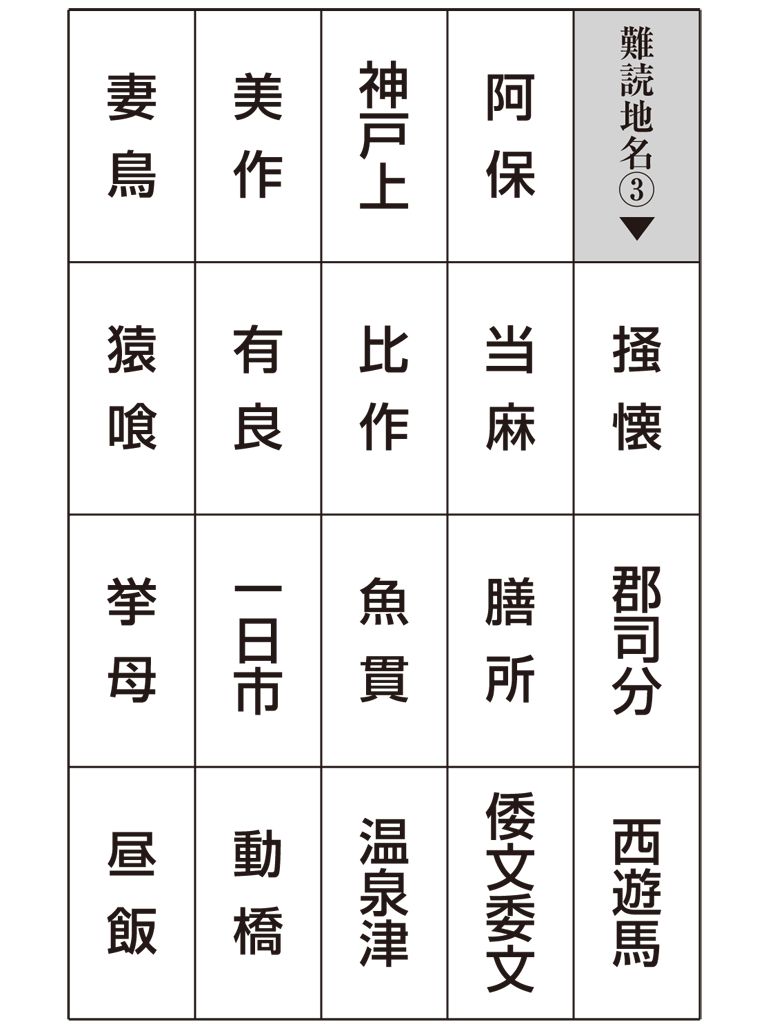 難読地名③▼
掻懐
郡司分
西遊馬
阿保
当麻
膳所
倭文委文
神戸上
比作
魚貫
温泉津
美作
有良
一日市
動橋
妻鳥
猿喰
挙母
昼飯